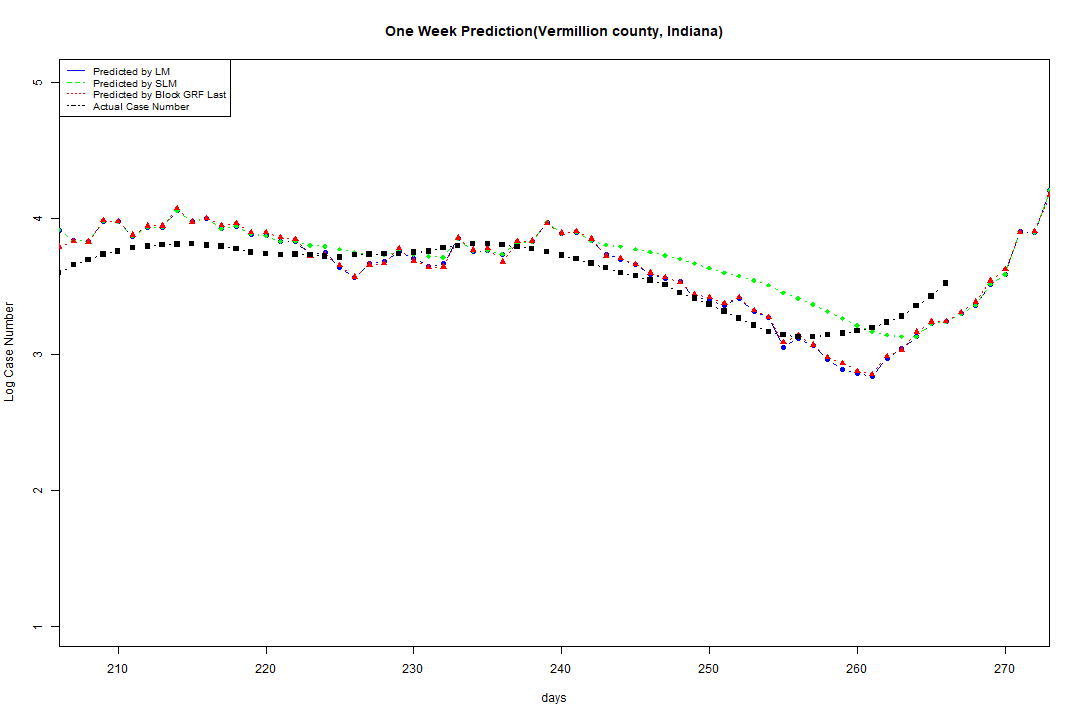 One Week Prediction(Vermillion county, Indiana)
Predicted by LM
Predicted by SLM
Predicted by Block GRF Last
Actual Case Number
5
4
3
2
1
Log Case Number
210 220 230 240 250 260 270
days